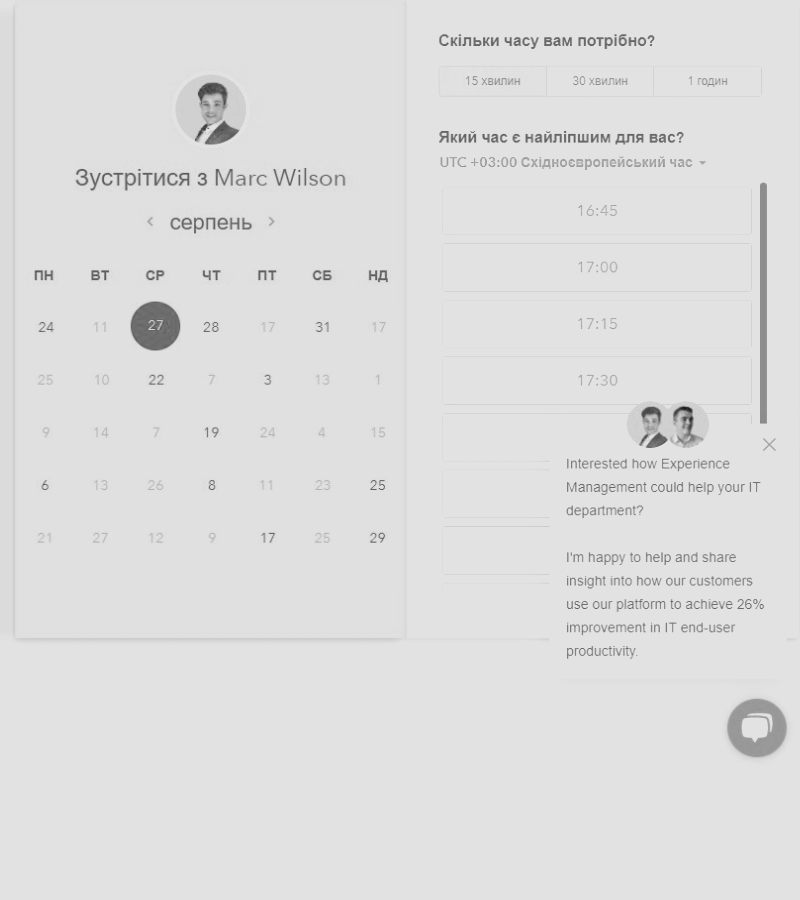 Зустрітися з Marc Wilson
серпень
ПН ВТ СР ЧТ ПТ СБ НД
24 11 27 28 17 31 17
25 10 22 7 3 13 1
9 14 7 19 24 4 15
6 13 26 8 11 23 25
21 27 12 9 17 25 29
Скільки часу вам потрібно?
15 хвилин 30 хвилин 1 годин
Який час є найліпшим для вас?
UTC +03:00 Східноєвропейський час
16:45
17:00
17:15
17:30
Interested how Experience
Management could help your IT
department?
I'm happy to help and share
insight into how our customers
use our platform to achieve 26%
improvement in IT end-user
productivity.